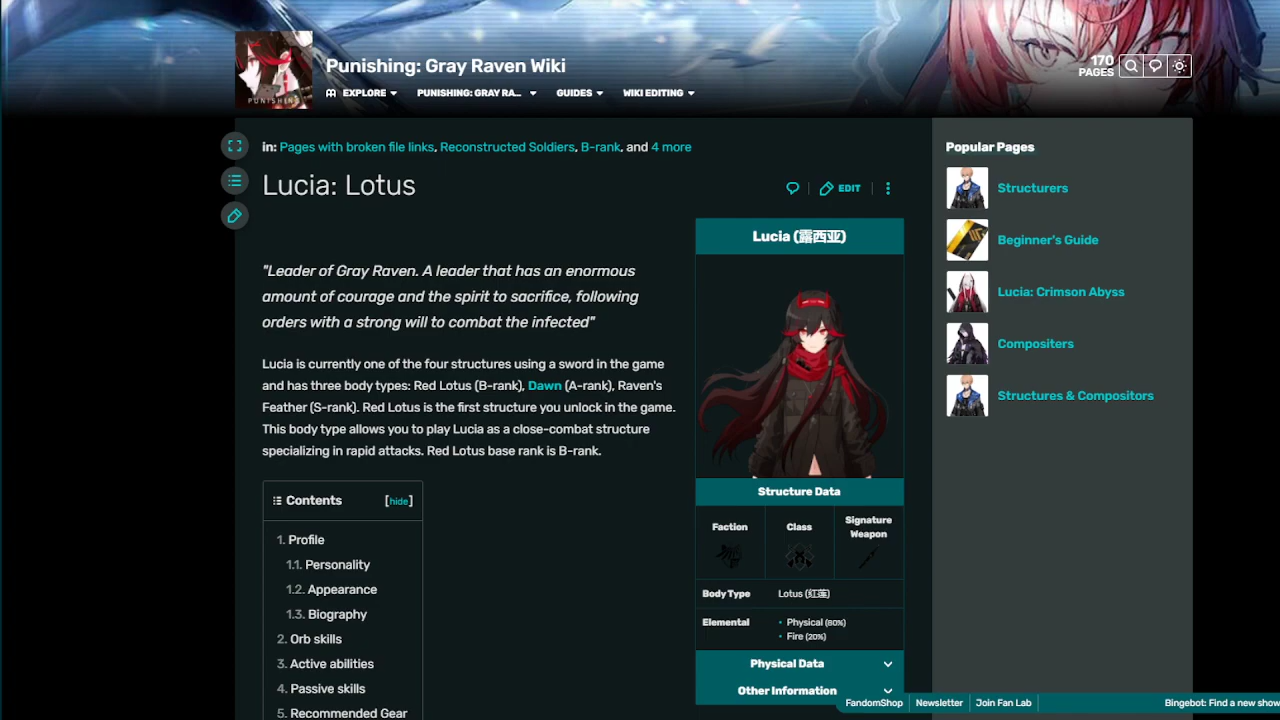 PUNISHING
Punishing: Gray Raven Wiki
EXPLORE
PUNISHING: GRAY RA...
GUIDES
WIKI EDITING
170
PAGES
in: Pages with broken file links, Reconstructed Soldiers, B-rank, and 4 more
Lucia: Lotus
EDIT
"Leader of Gray Raven. A leader that has an enormous
amount of courage and the spirit to sacrifice, following
orders with a strong will to combat the infected"
Lucia is currently one of the four structures using a sword in the game
and has three body types: Red Lotus (B-rank), Dawn (A-rank), Raven's
Feather (S-rank). Red Lotus is the first structure you unlock in the game.
This body type allows you to play Lucia as a close-combat structure
specializing in rapid attacks. Red Lotus base rank is B-rank.
Contents [hide]
1. Profile
1.1. Personality
1.2. Appearance
1.3. Biography
2. Orb skills
3. Active abilities
4. Passive skills
5. Recommended Gear
Lucia (露西亚)
Structure Data
Faction
Class
Signature
Weapon
Body Type Lotus (红莲)
Elemental • Physical (80%)
• Fire (20%)
Physical Data
Other Information
Popular Pages
Structurers
Beginner's Guide
Lucia: Crimson Abyss
Compositers
Structures & Compositors
FandomShop
Newsletter
Join Fan Lab
Bingebot: Find a new show